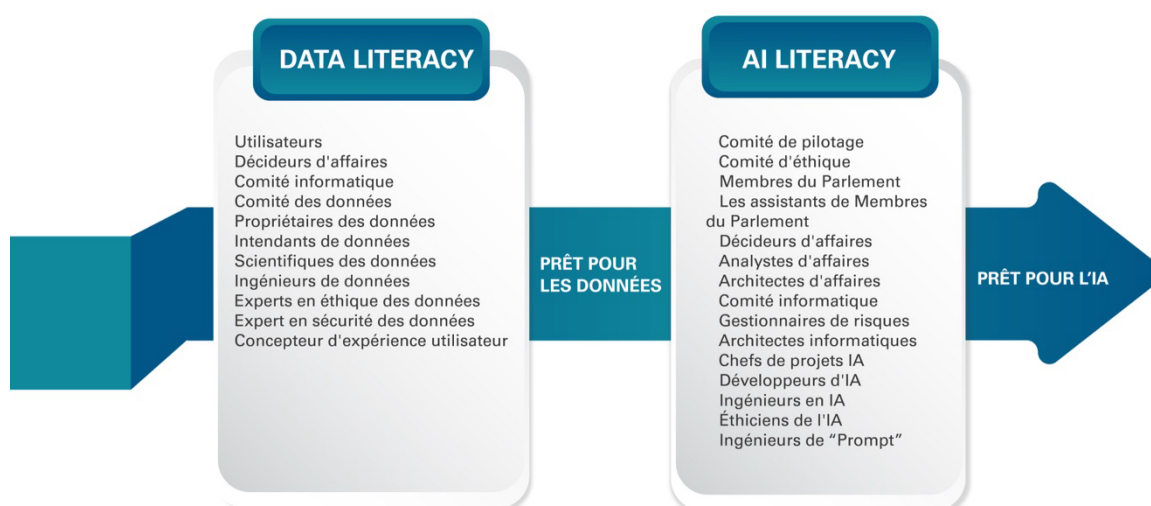 DATA LITERACY
Utilisateurs
Décideurs d'affaires
Comité informatique
Comité des données
Propriétaires des données
Intendants de données
Scientifiques des données
Ingénieurs de données
Experts en éthique des données
Expert en sécurité des données
Concepteur d'expérience utilisateur
PRÊT POUR
LES DONNÉES
AI LITERACY
Comité de pilotage
Comité d'éthique
Membres du Parlement
Les assistants de Membres
du Parlement
Décideurs d'affaires
Analystes d'affaires
Architectes d'affaires
Comité informatique
Gestionnaires de risques
Architectes informatiques
Chefs de projets IA
Développeurs d'IA
Ingénieurs en IA
Éthiciens de l'IA
Ingénieurs de “Prompt”
PRÊT POUR L’IA